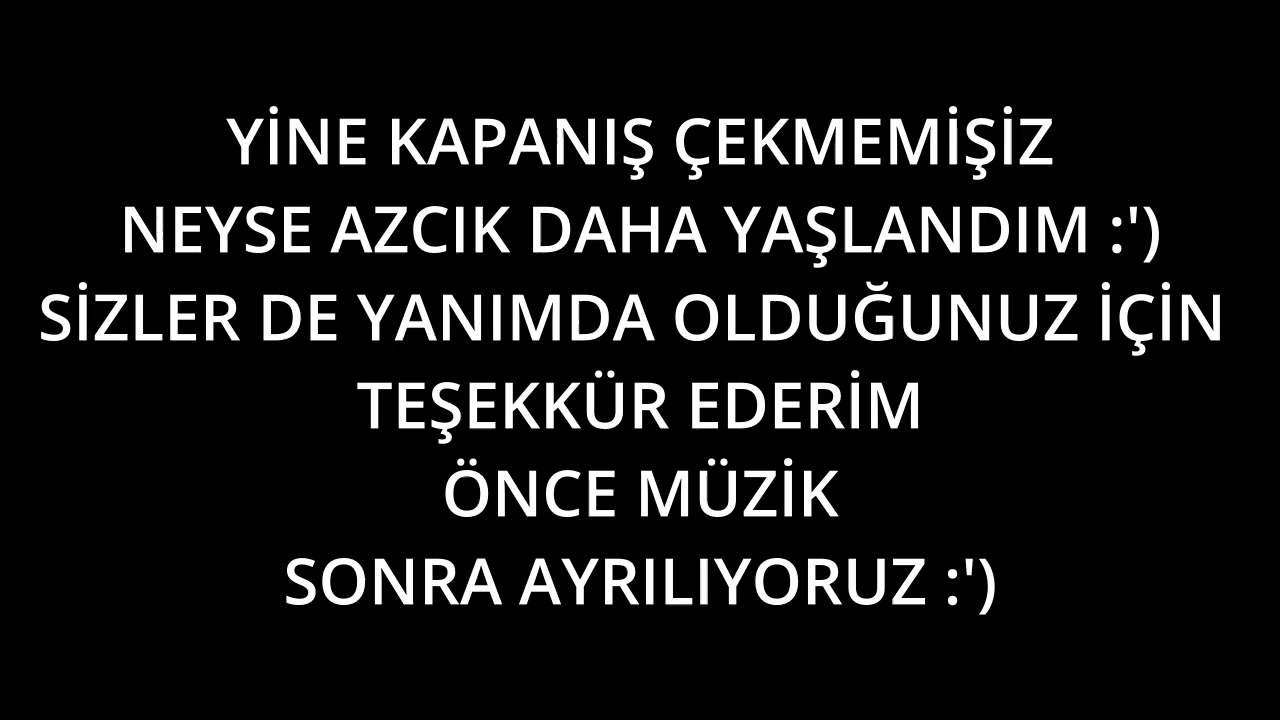 YİNE KAPANIŞ ÇEKMEMİŞİZ
NEYSE AZCIK DAHA YAŞLANDIM :')
SİZLER DE YANIMDA OLDUĞUNUZ İÇİN
TEŞEKKÜR EDERİM
ÖNCE MÜZİK
SONRA AYRILIYORUZ :')